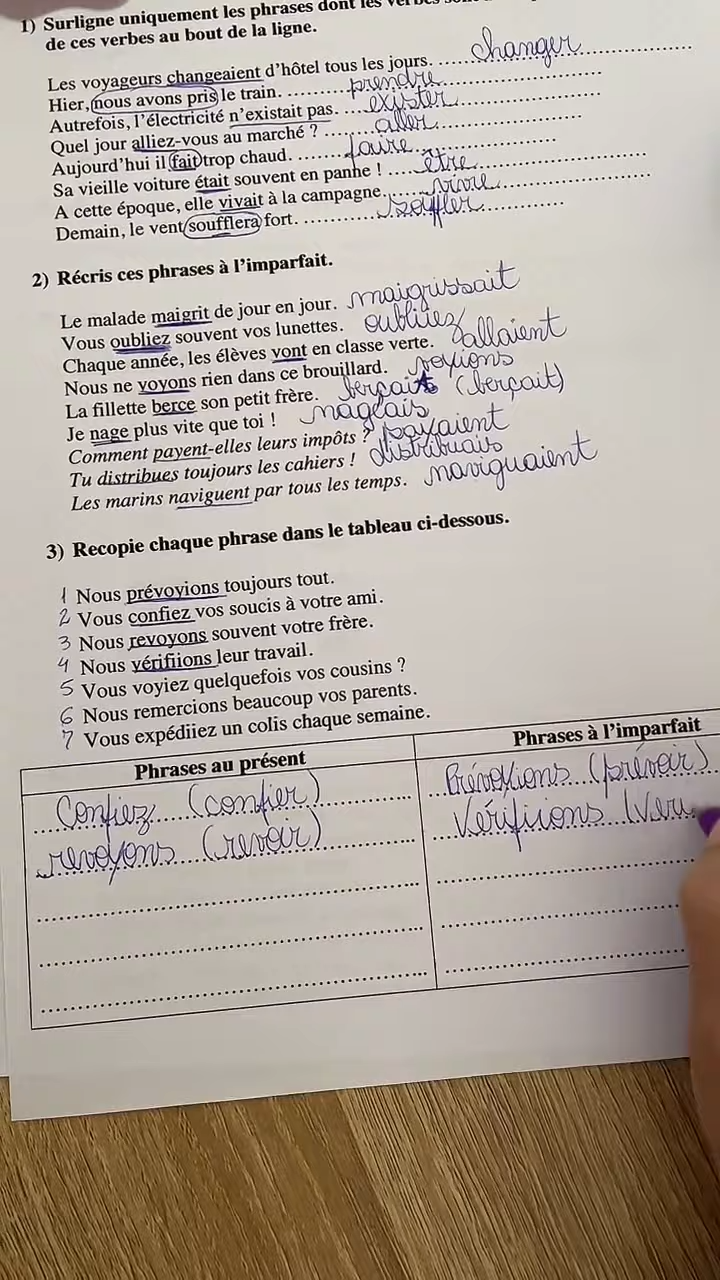 1) Surligne uniquement les phrases dont les
de ces verbes au bout de la ligne.
Les voyageurs changeaient d'hôtel tous les jours. changer
Hier, nous avons pris le train. prendre
Autrefois, l'électricité n'existait pas. exister
Quel jour alliez-vous au marché ? aller
Aujourd'hui il fait trop chaud. faire
Sa vieille voiture était souvent en panne ! être
A cette époque, elle vivait à la campagne. vivre
Demain, le vent soufflera fort. souffler
2) Récris ces phrases à l'imparfait.
Le malade maigrit de jour en jour. maigrissait
Vous oubliez souvent vos lunettes. oubliiez
Chaque année, les élèves vont en classe verte. allaient
Nous ne voyons rien dans ce brouillard. voyions
La fillette berce son petit frère. berçait (berçait)
Je nage plus vite que toi ! nageais
Comment payent-elles leurs impôts ? payaient
Tu distribues toujours les cahiers ! distribuais
Les marins naviguent par tous les temps. naviguaient
3) Recopie chaque phrase dans le tableau ci-dessous.
1 Nous prévoyions toujours tout.
2 Vous confiez vos soucis à votre ami.
3 Nous revoyons souvent votre frère.
4 Nous vérifiions leur travail.
5 Vous voyiez quelquefois vos cousins ?
6 Nous remercions beaucoup vos parents.
7 Vous expédiiez un colis chaque semaine.
Phrases au présent Phrases à l'imparfait
Confiez (confier) Prévoyions (prévoir)
revoyons (revoir) Vérifiions (Véri